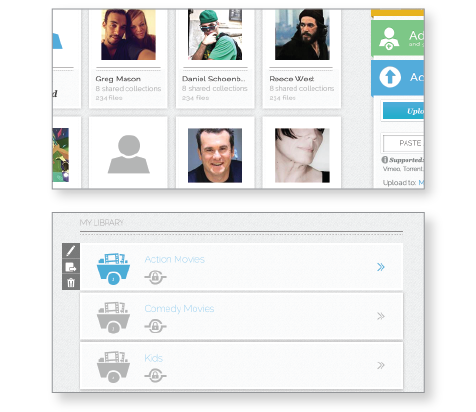 Greg Mason
8 shared collections
234 files
Daniel Schoenb...
8 shared collections
234 files
Reece West
8 shared collections
234 files
Ad
Ad
Uplo
PASTE
Supported:
Vimeo, Torrent
Upload to: M
MY LIBRARY
Action Movies
Comedy Movies
Kids